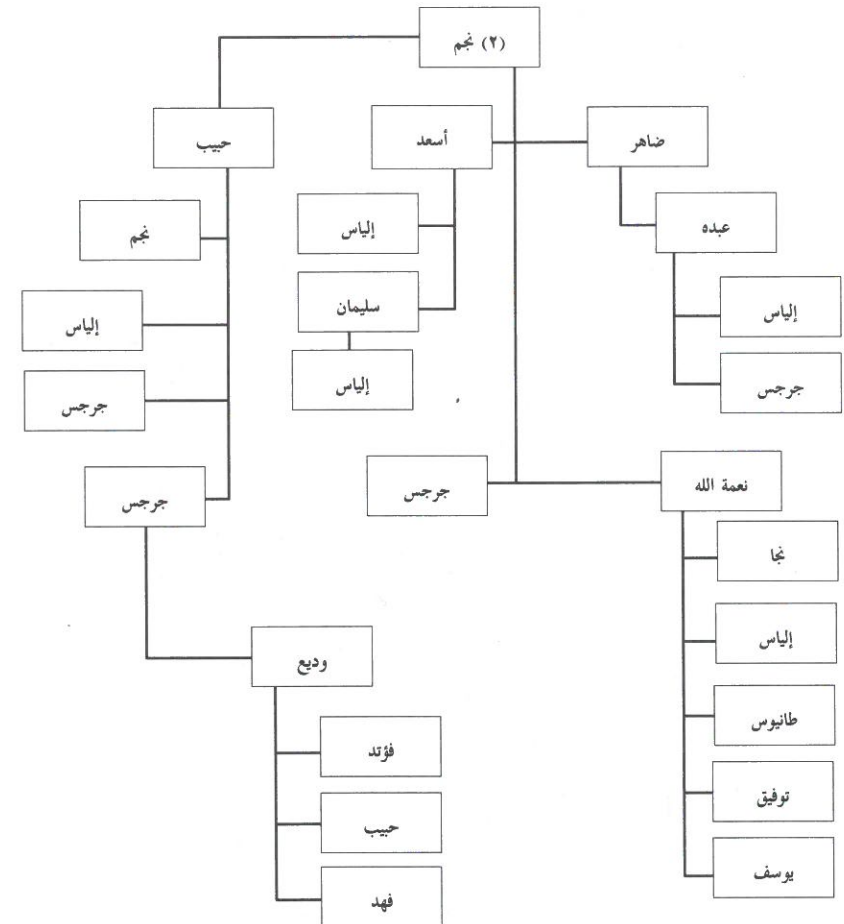 (٢) نجم
ضاهر
أسعد
حبيب
عبده
إلياس
نجم
إلياس
سليمان
إلياس
جرجس
إلياس
جرجس
نعمة الله
جرجس
جرجس
نجا
إلياس
وديع
طانيوس
فؤتد
توفيق
حبيب
يوسف
فهد